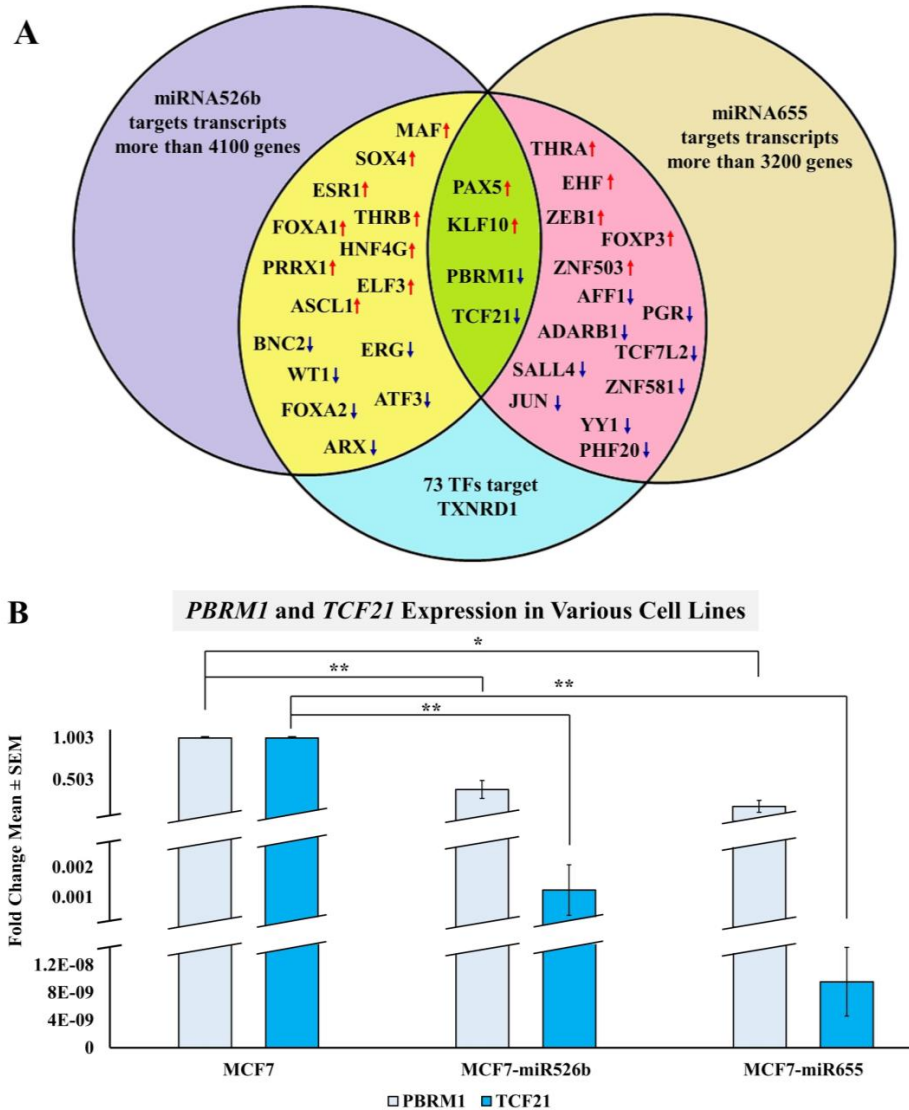 A
miRNA526b
targets transcripts
more than 4100 genes
miRNA655
targets transcripts
more than 3200 genes
MAF↑
SOX4↑
ESR1↑
THRB↑
FOXA1↑
HNF4G↑
PRRX1↑
ELF3↑
ASCL1↑
BNC2↓
ERG↓
WT1↓
ATF3↓
FOXA2↓
ARX↓
PAX5↑
KLF10↑
PBRM1↓
TCF21↓
THRA↑
EHF↑
ZEB1↑
FOXP3↑
ZNF503↑
AFF1↓
PGR↓
ADARB1↓
TCF7L2↓
SALL4↓
ZNF581↓
JUN↓
YY1↓
PHF20↓
73 TFs target
TXNRD1
B
PBRM1 and TCF21 Expression in Various Cell Lines
*
**
**
**
Fold Change Mean ± SEM
1.003
0.503
0.002
0.001
1.2E-08
8E-09
4E-09
0
MCF7
MCF7-miR526b
MCF7-miR655
PBRM1
TCF21